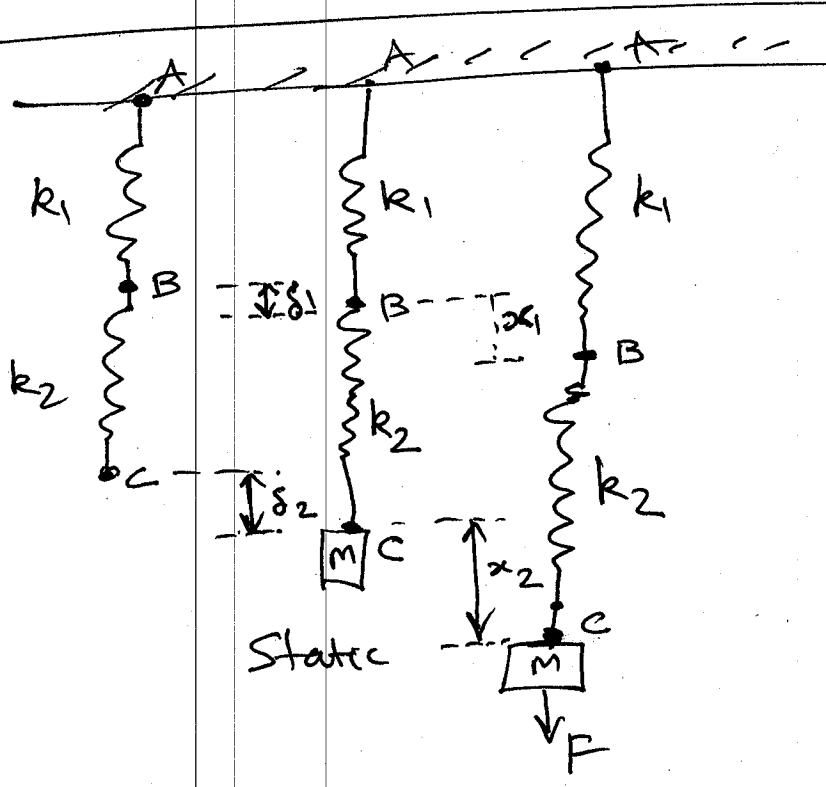 A A A
k1 k1 k1
B δ1 B x1 B
k2 k2 k2
C δ2 M C x2 C
Static M
F